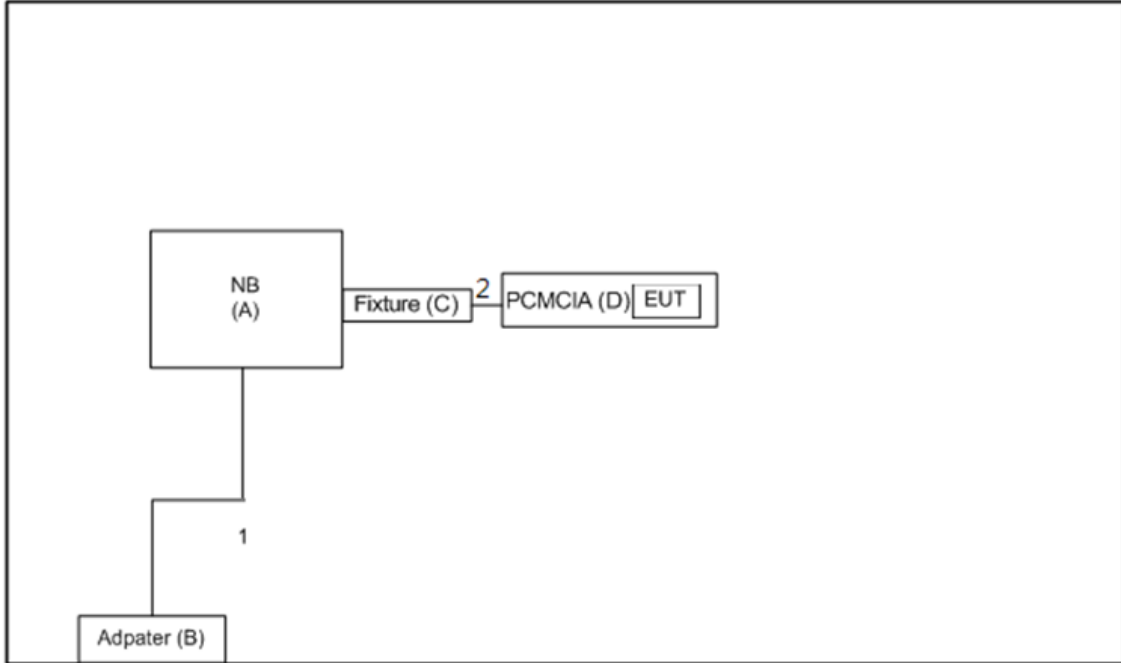 NB
(A)
Fixture (C)
2
PCMCIA (D)
EUT
1
Adpater (B)